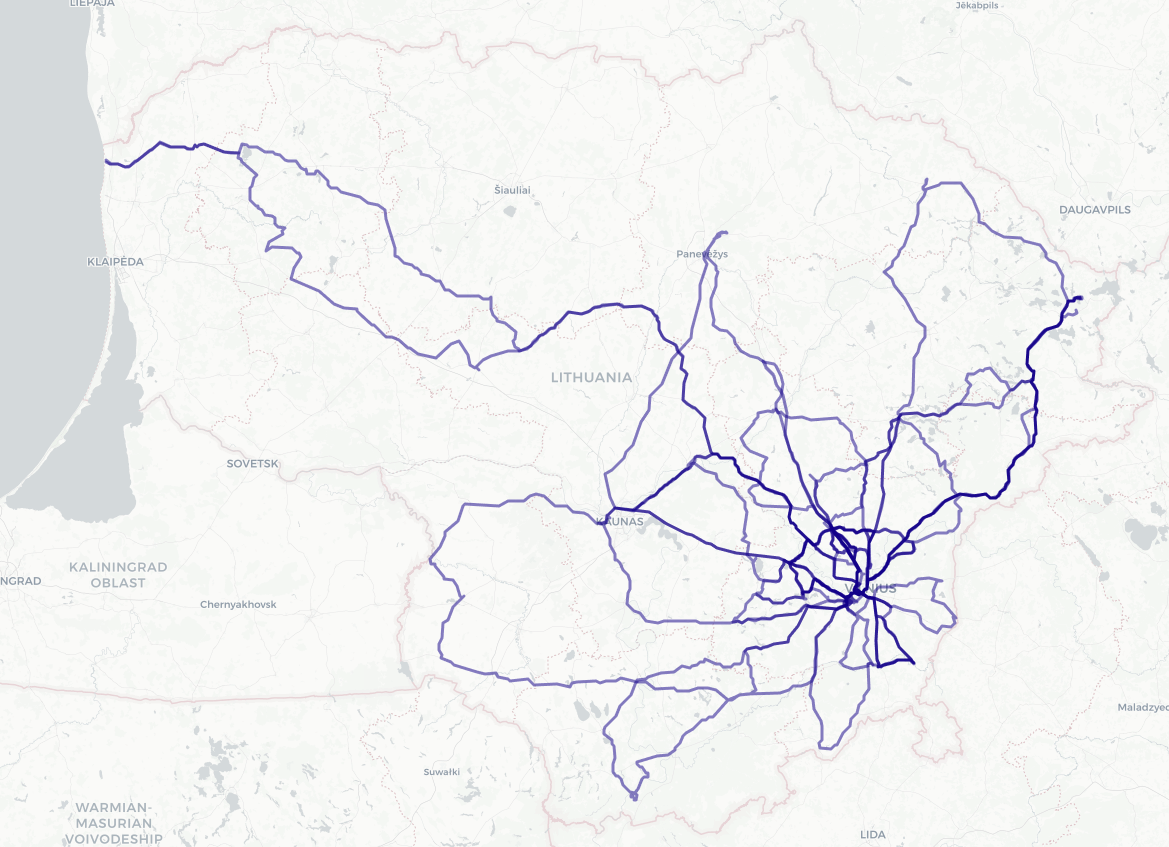 LIEPĀJA
Jēkabpils
Šiauliai
DAUGAVPILS
Panevėžys
KLAIPĖDA
LITHUANIA
SOVETSK
KAUNAS
KALININGRAD
OBLAST
NGRAD
VILNIUS
Chernyakhovsk
Maladzyec
Suwałki
WARMIAN-
MASURIAN
VOIVODESHIP
LIDA